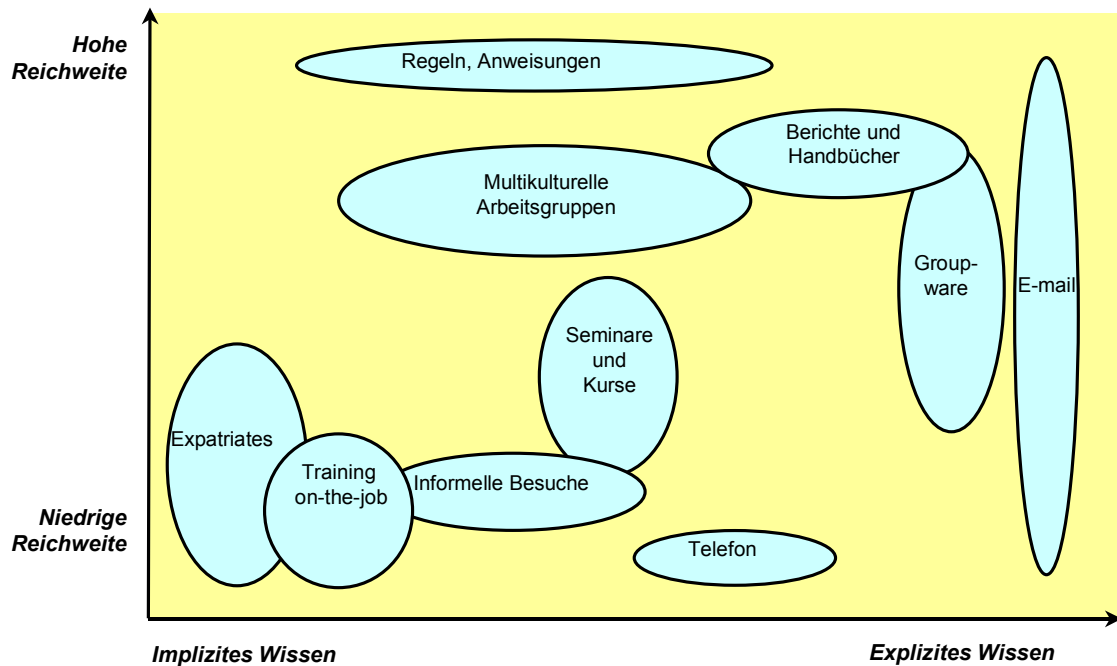 Hohe
Reichweite
Regeln, Anweisungen
Berichte und
Handbücher
Multikulturelle
Arbeitsgruppen
Group-
ware
E-mail
Seminare
und
Kurse
Expatriates
Training
on-the-job
Informelle Besuche
Niedrige
Reichweite
Telefon
Implizites Wissen
Explizites Wissen